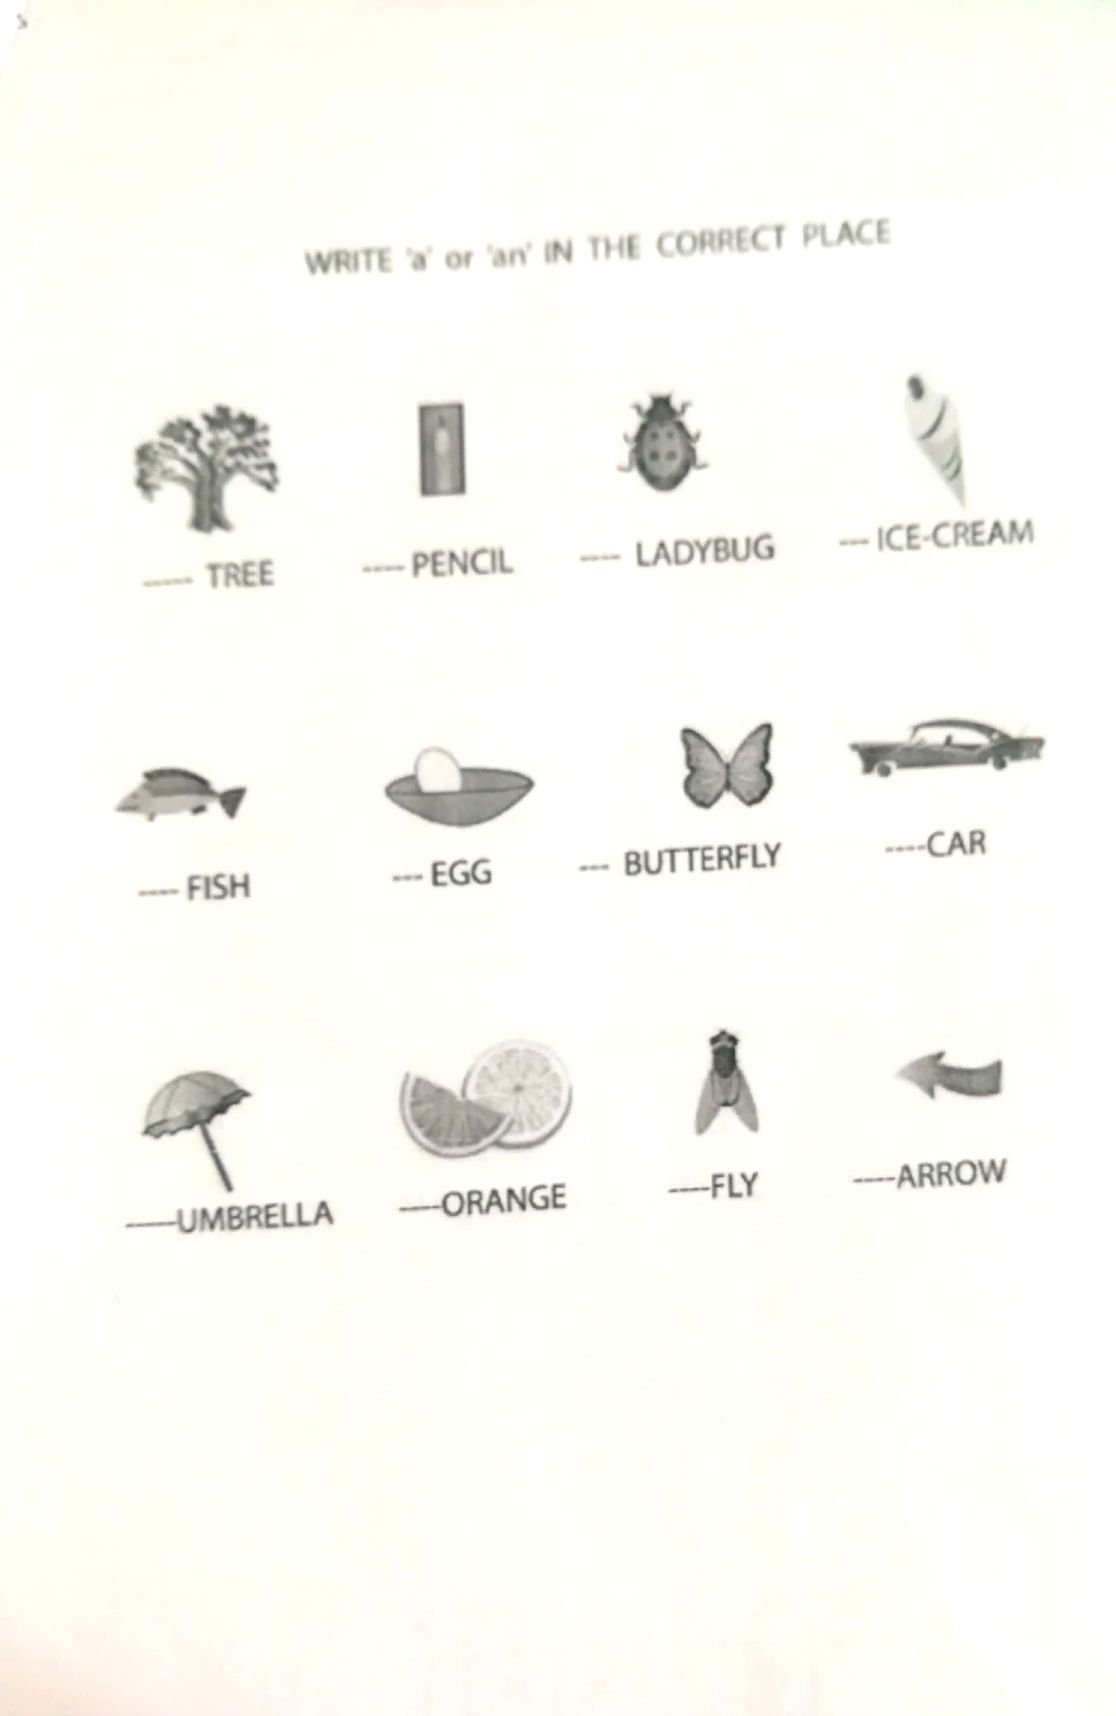 WRITE 'a' or 'an' IN THE CORRECT PLACE
----- TREE ---- PENCIL ---- LADYBUG --- ICE-CREAM
---- FISH --- EGG --- BUTTERFLY ----CAR
-----UMBRELLA ----ORANGE ----FLY ----ARROW